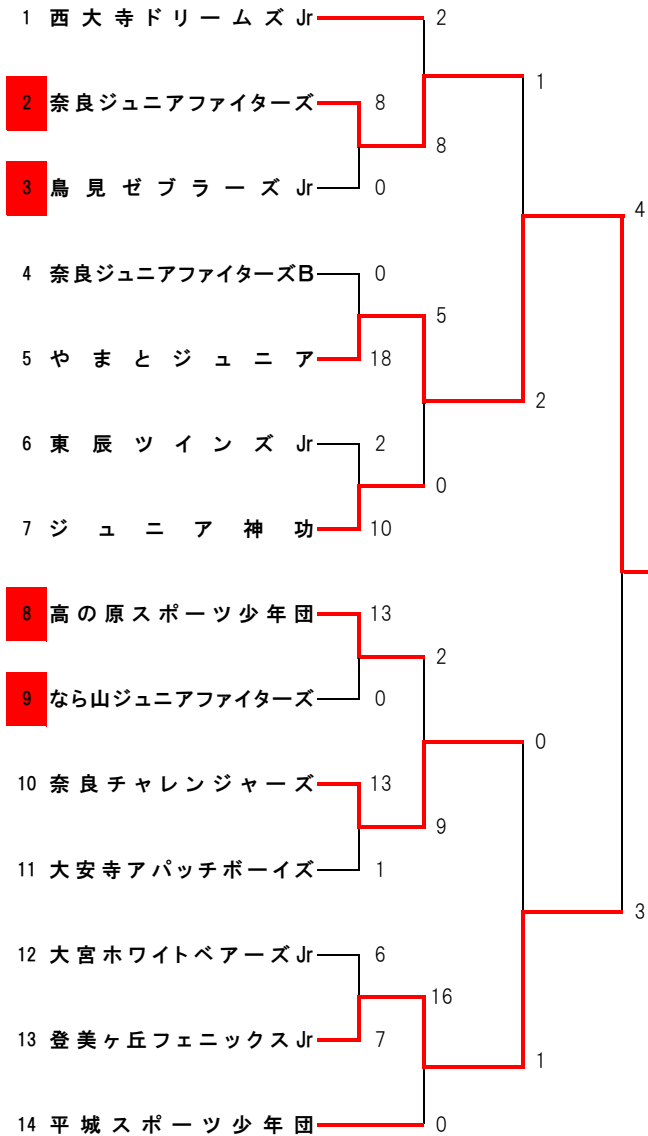 1 西大寺ドリームズJr 2
1
2 奈良ジュニアファイターズ 8
8
3 鳥見ゼブラーズJr 0
4
4 奈良ジュニアファイターズB 0
5
5 やまとジュニア 18
2
6 東辰ツインズJr 2
0
7 ジュニア神功 10
8 高の原スポーツ少年団 13
2
9 なら山ジュニアファイターズ 0
0
10 奈良チャレンジャーズ 13
9
11 大安寺アパッチボーイズ 1
3
12 大宮ホワイトベアーズJr 6
16
13 登美ヶ丘フェニックスJr 7
1
14 平城スポーツ少年団 0